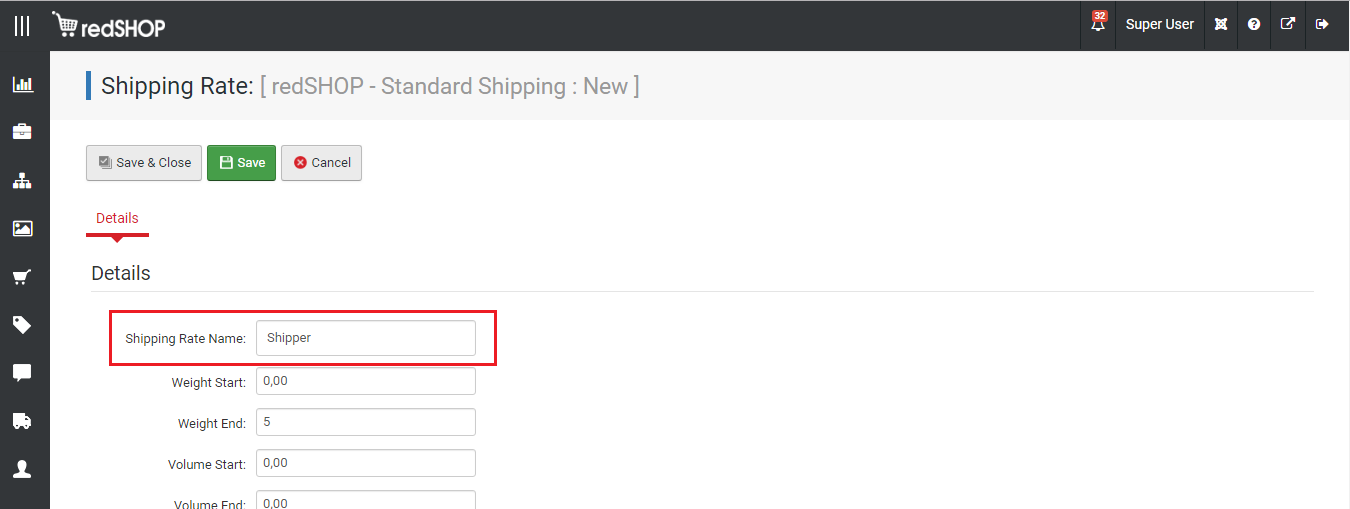 redSHOP
32
Super User
Shipping Rate: [ redSHOP - Standard Shipping : New ]
Save & Close
Save
Cancel
Details
Details
Shipping Rate Name: Shipper
Weight Start: 0,00
Weight End: 5
Volume Start: 0,00
Volume End: 0,00